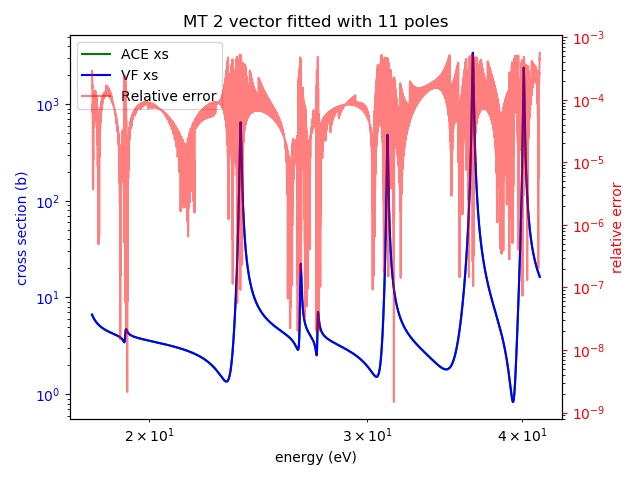 MT 2 vector fitted with 11 poles
ACE xs
VF xs
Relative error
cross section (b)
10³
10²
10¹
10⁰
10⁻³
10⁻⁴
10⁻⁵
10⁻⁶
10⁻⁷
10⁻⁸
10⁻⁹
relative error
2 × 10¹
3 × 10¹
4 × 10¹
energy (eV)